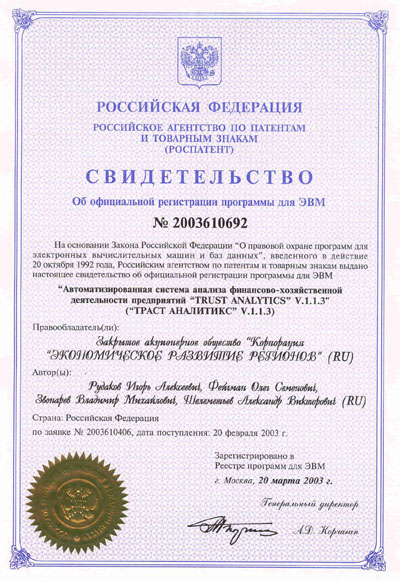 РОССИЙСКАЯ ФЕДЕРАЦИЯ
РОССИЙСКОЕ АГЕНТСТВО ПО ПАТЕНТАМ
И ТОВАРНЫМ ЗНАКАМ
(РОСПАТЕНТ)
СВИДЕТЕЛЬСТВО
Об официальной регистрации программы для ЭВМ
№ 2003610692
На основании Закона Российской Федерации “О правовой охране программ для
электронных вычислительных машин и баз данных”, введенного в действие
20 октября 1992 года, Российским агентством по патентам и товарным знакам выдано
настоящее свидетельство об официальной регистрации программы для ЭВМ
“Автоматизированная система анализа финансово-хозяйственной
деятельности предприятий “TRUST ANALYTICS” V.1.1.3”
(“ТРАСТ АНАЛИТИК” V.1.1.3)
Правообладатель(ли):
Закрытое акционерное общество "Корпорация
"ЭКОНОМИЧЕСКОЕ РАЗВИТИЕ РЕГИОНОВ" (RU)
Автор(ы):
Рудаков Игорь Алексеевич, Фейман Олег Семенович,
Звонарев Владимир Михайлович, Шелементьев Александр Викторович (RU)
Страна: Российская Федерация
по заявке № 2003610406, дата поступления: 20 февраля 2003 г.
Зарегистрировано в
Реестре программ для ЭВМ
г. Москва, 20 марта 2003 г.
Генеральный директор
А.Д. Корчагин